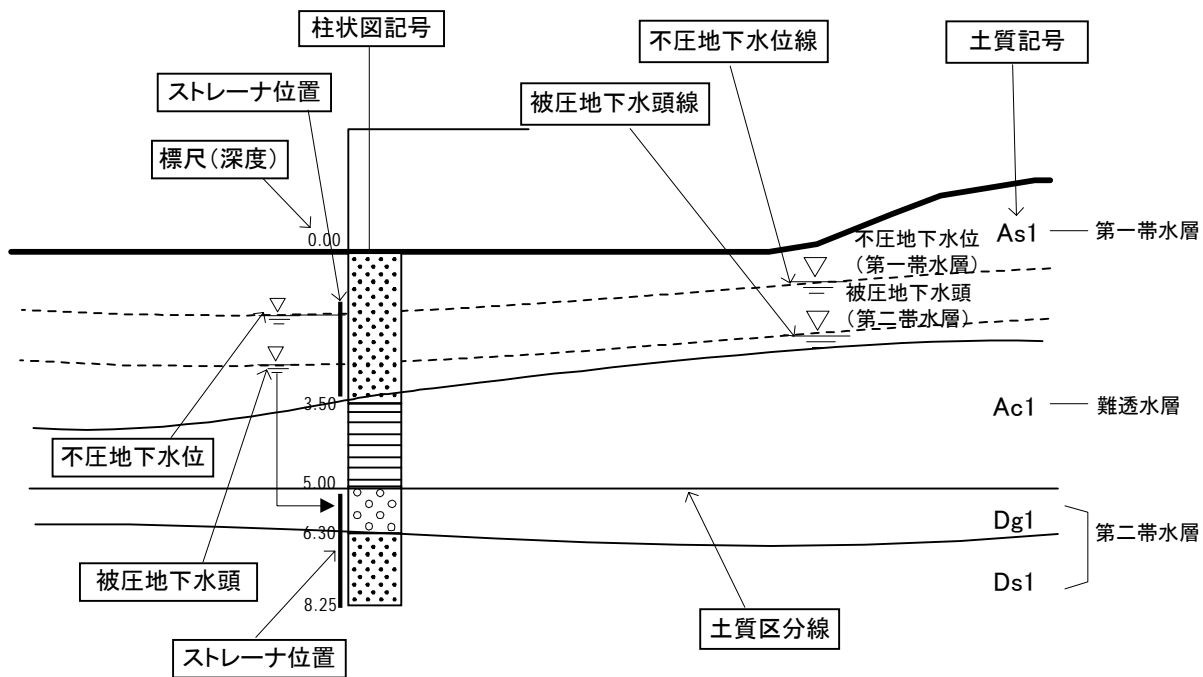 柱状図記号
不圧地下水位線
土質記号
ストレーナ位置
被圧地下水頭線
標尺(深度)
0.00
不圧地下水位
(第一帯水層)
As1
第一帯水層
被圧地下水頭
(第二帯水層)
3.50
Ac1
難透水層
不圧地下水位
5.00
Dg1
6.30
第二帯水層
被圧地下水頭
Ds1
8.25
土質区分線
ストレーナ位置